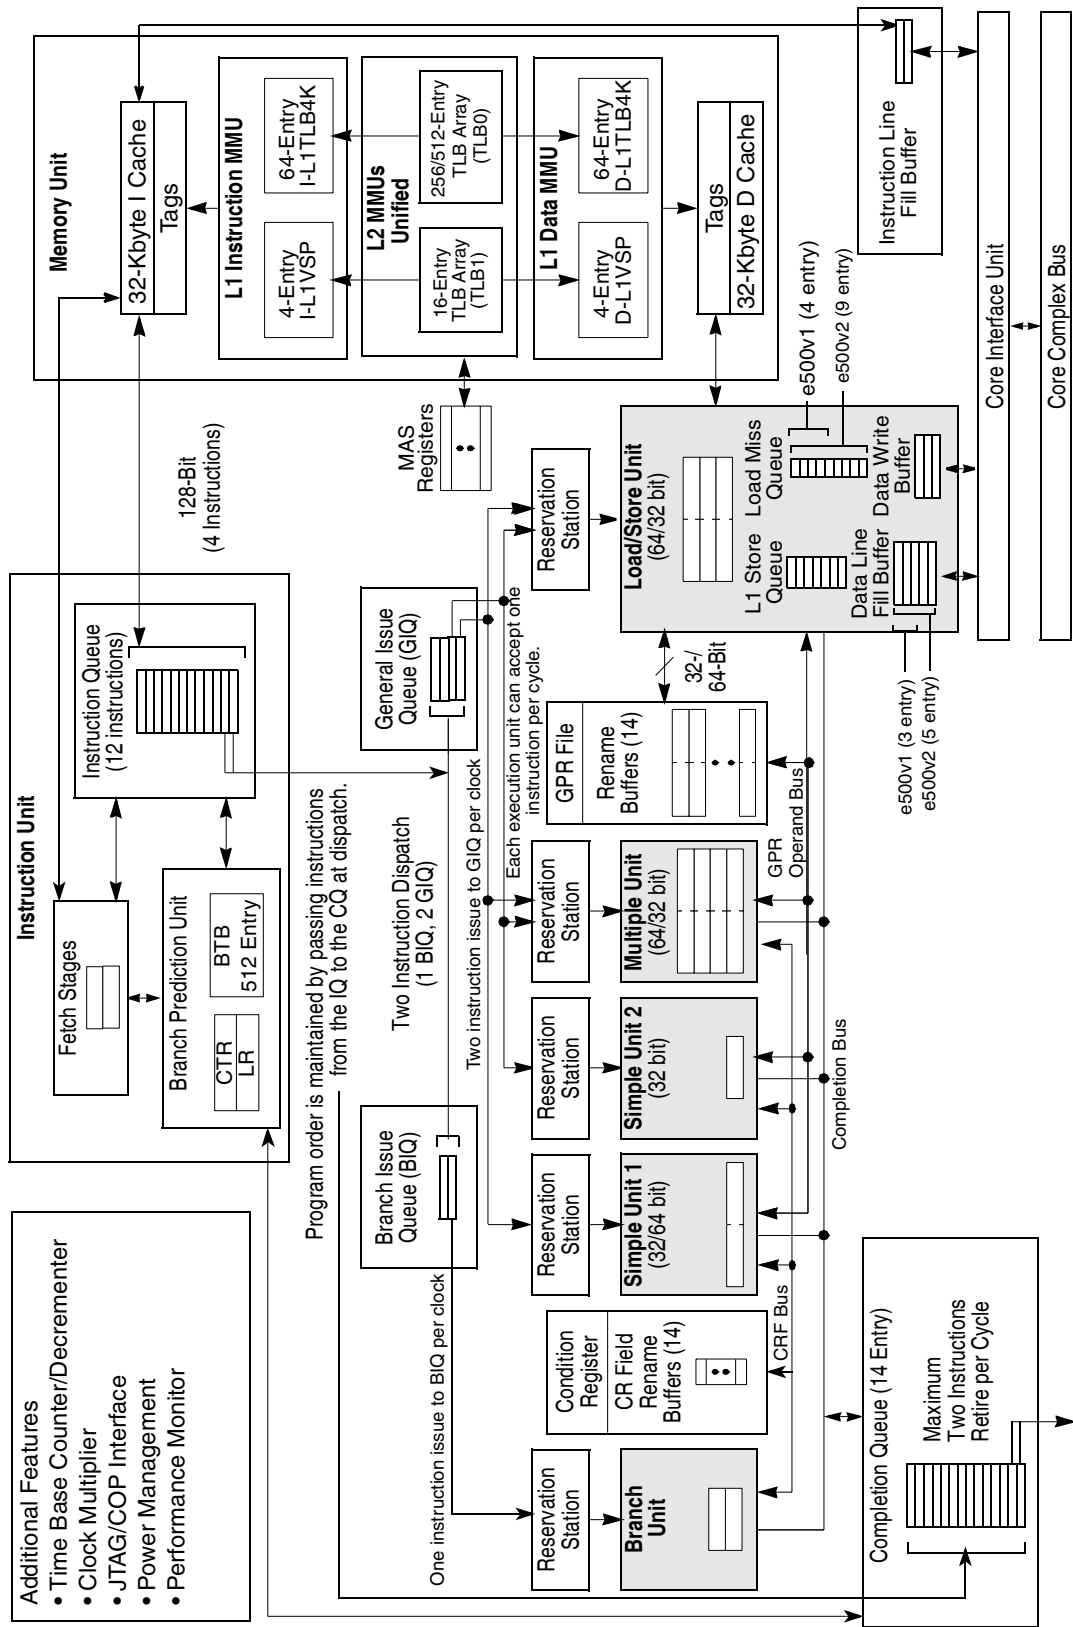 Additional Features
• Time Base Counter/Decrementer
• Clock Multiplier
• JTAG/COP Interface
• Power Management
• Performance Monitor
Instruction Unit
Fetch Stages
Branch Prediction Unit
CTR
LR
BTB
512 Entry
Instruction Queue
(12 instructions)
128-Bit
(4 Instructions)
Memory Unit
32-Kbyte I Cache
Tags
L1 Instruction MMU
4-Entry
I-L1VSP
64-Entry
I-L1TLB4K
L2 MMUs
Unified
16-Entry
TLB Array
(TLB1)
256/512-Entry
TLB Array
(TLB0)
L1 Data MMU
4-Entry
D-L1VSP
64-Entry
D-L1TLB4K
Tags
32-Kbyte D Cache
MAS
Registers
Program order is maintained by passing instructions
from the IQ to the CQ at dispatch.
Branch Issue
Queue (BIQ)
Two Instruction Dispatch
(1 BIQ, 2 GIQ)
General Issue
Queue (GIQ)
One instruction issue to BIQ per clock
Two instruction issue to GIQ per clock
Each execution unit can accept one
instruction per cycle.
Reservation
Station
Reservation
Station
Reservation
Station
Reservation
Station
Reservation
Station
Branch
Unit
Condition
Register
CR Field
Rename
Buffers (14)
Simple Unit 1
(32/64 bit)
Simple Unit 2
(32 bit)
Multiple Unit
(64/32 bit)
GPR File
Rename
Buffers (14)
32-/
64-Bit
Load/Store Unit
(64/32 bit)
L1 Store
Queue
Load Miss
Queue
Data Line
Fill Buffer
Data Write
Buffer
e500v1 (4 entry)
e500v2 (9 entry)
e500v1 (3 entry)
e500v2 (5 entry)
CRF Bus
GPR
Operand Bus
Completion Bus
Completion Queue (14 Entry)
Maximum
Two Instructions
Retire per Cycle
Instruction Line
Fill Buffer
Core Interface Unit
Core Complex Bus